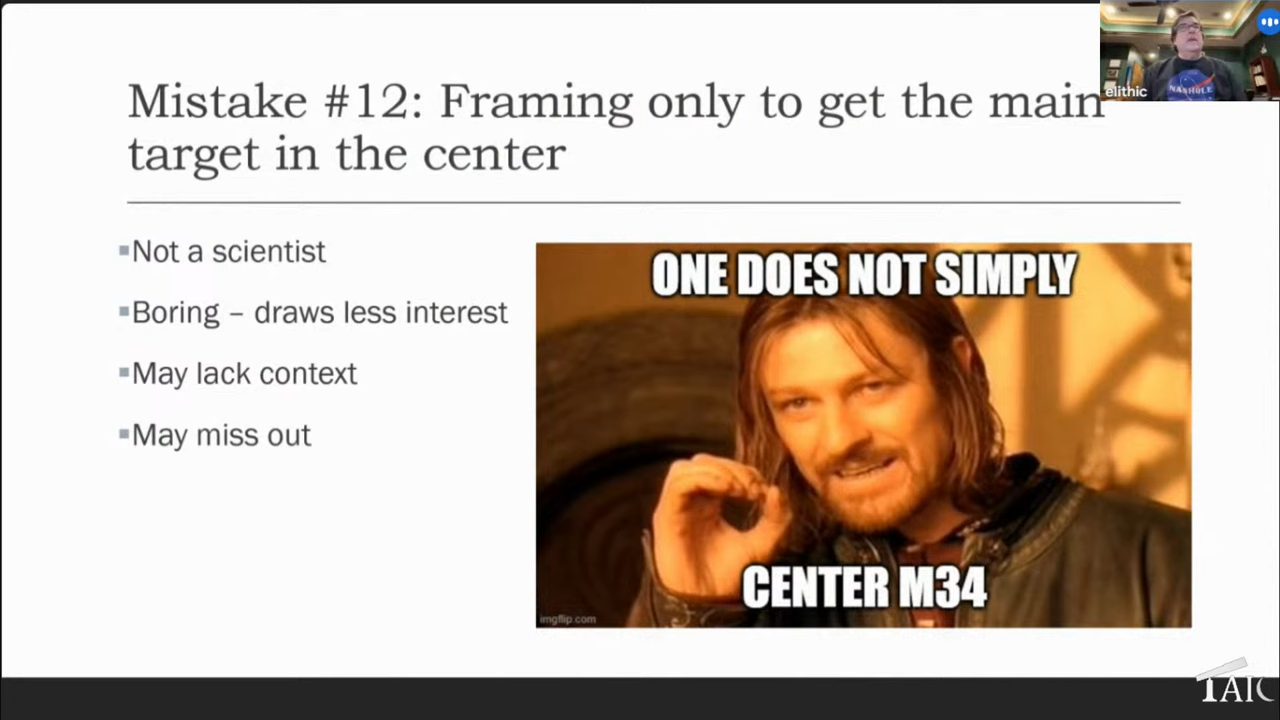 Mistake #12: Framing only to get the main
target in the center
elithic
▪Not a scientist
▪Boring – draws less interest
▪May lack context
▪May miss out
ONE DOES NOT SIMPLY
CENTER M34
imgflip.com
TAIC